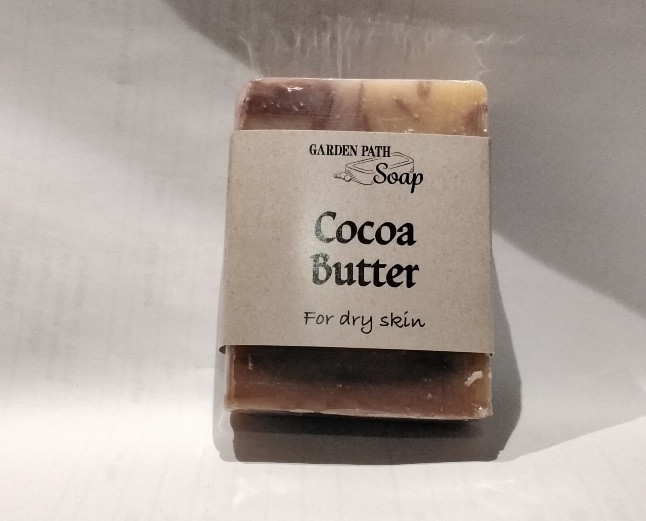 GARDEN PATH
Soap
Cocoa
Butter
For dry skin